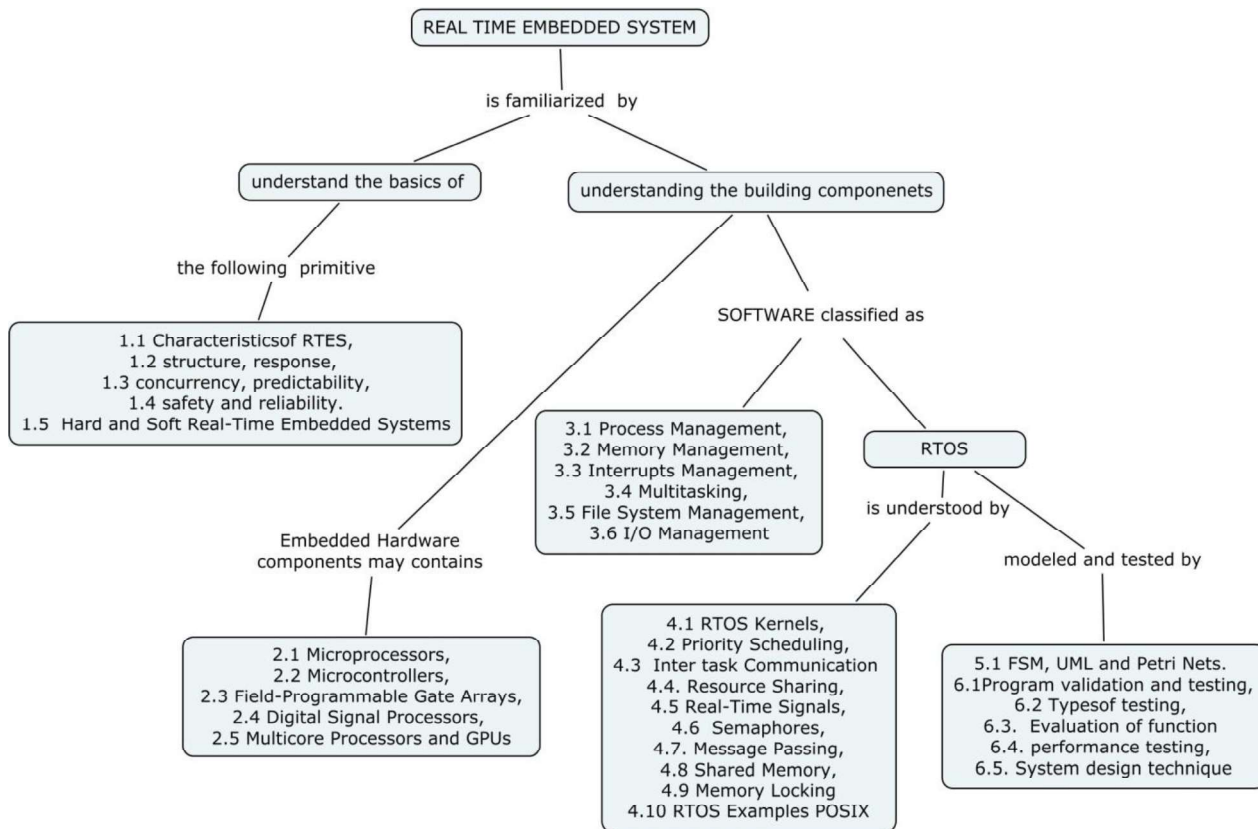 REAL TIME EMBEDDED SYSTEM
is familiarized by
understand the basics of
understanding the building componenets
the following primitive
1.1 Characteristicsof RTES,
1.2 structure, response,
1.3 concurrency, predictability,
1.4 safety and reliability.
1.5 Hard and Soft Real-Time Embedded Systems
SOFTWARE classified as
3.1 Process Management,
3.2 Memory Management,
3.3 Interrupts Management,
3.4 Multitasking,
3.5 File System Management,
3.6 I/O Management
RTOS
is understood by
Embedded Hardware
components may contains
modeled and tested by
2.1 Microprocessors,
2.2 Microcontrollers,
2.3 Field-Programmable Gate Arrays,
2.4 Digital Signal Processors,
2.5 Multicore Processors and GPUs
4.1 RTOS Kernels,
4.2 Priority Scheduling,
4.3 Inter task Communication
4.4. Resource Sharing,
4.5 Real-Time Signals,
4.6 Semaphores,
4.7. Message Passing,
4.8 Shared Memory,
4.9 Memory Locking
4.10 RTOS Examples POSIX
5.1 FSM, UML and Petri Nets.
6.1Program validation and testing,
6.2 Typesof testing,
6.3. Evaluation of function
6.4. performance testing,
6.5. System design technique